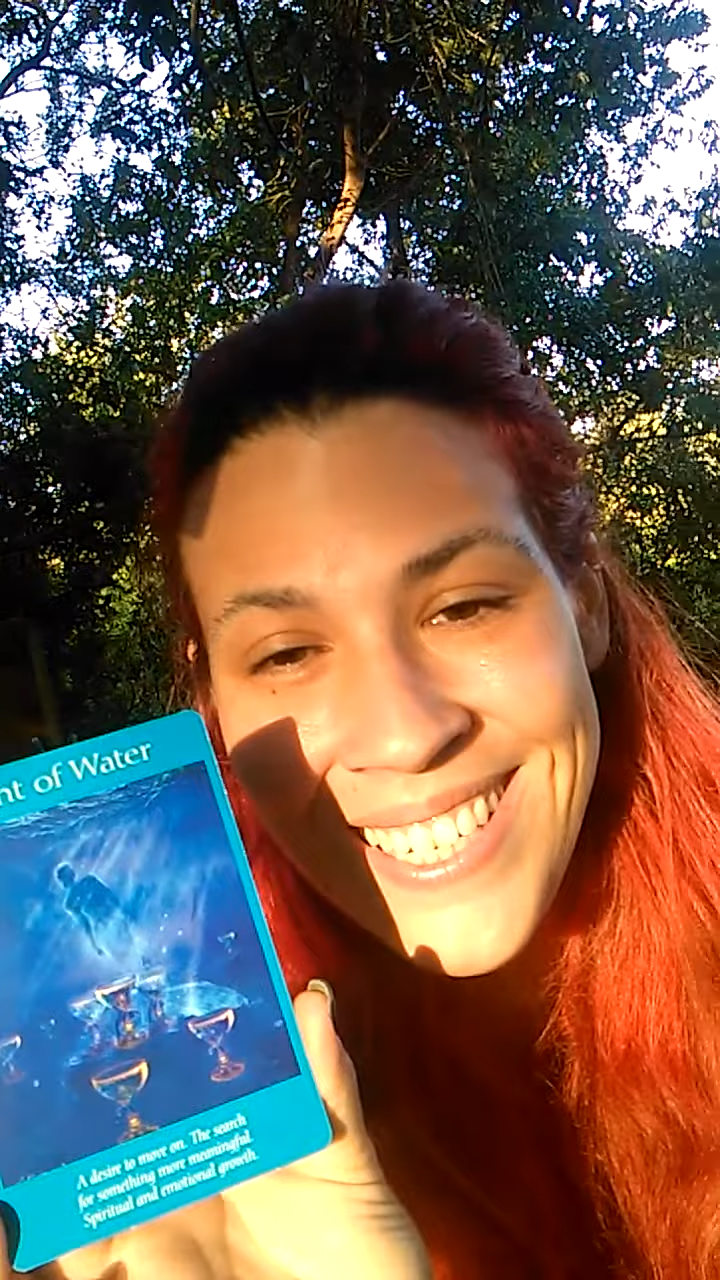 nt of Water
A desire to move on. The search
for something more meaningful.
Spiritual and emotional growth.